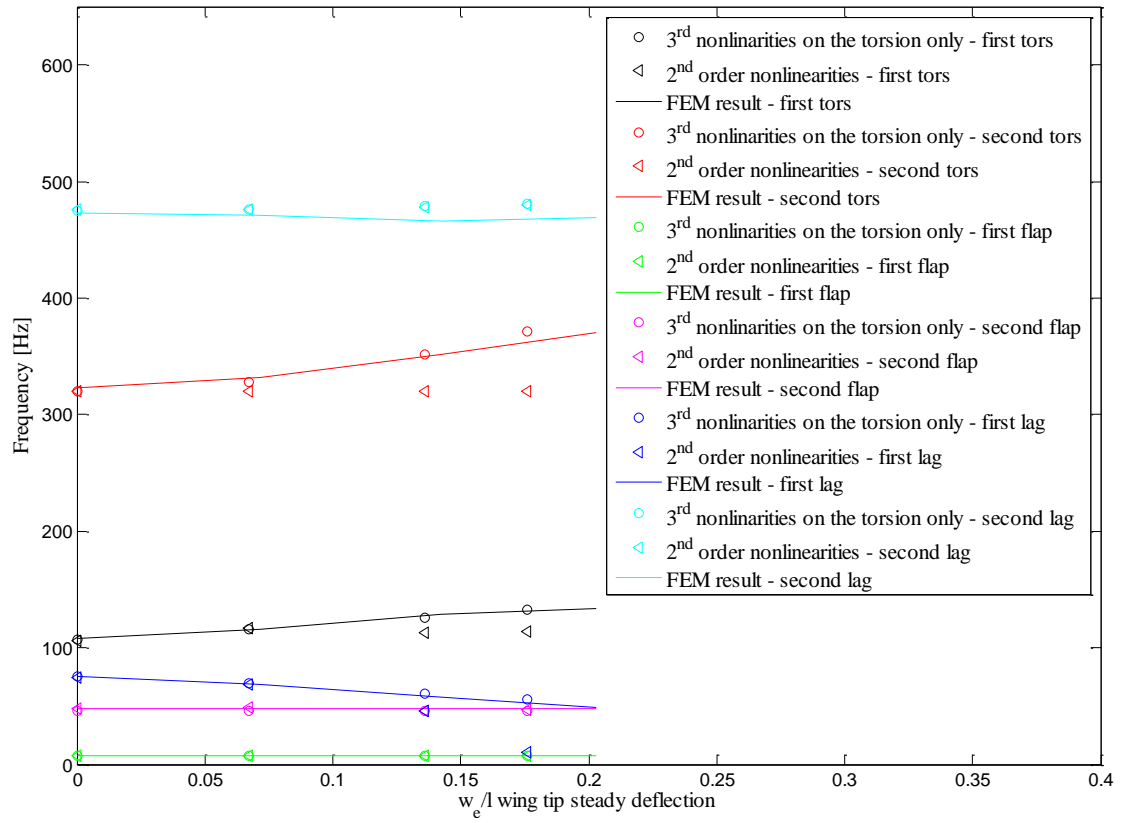 600
500
400
300
200
100
0
Frequency [Hz]
0
0.05
0.1
0.15
0.2
0.25
0.3
0.35
0.4
w_e/l wing tip steady deflection
3rd nonlinarities on the torsion only - first tors
2nd order nonlinearities - first tors
FEM result - first tors
3rd nonlinarities on the torsion only - second tors
2nd order nonlinearities - second tors
FEM result - second tors
3rd nonlinarities on the torsion only - first flap
2nd order nonlinearities - first flap
FEM result - first flap
3rd nonlinarities on the torsion only - second flap
2nd order nonlinearities - second flap
FEM result - second flap
3rd nonlinarities on the torsion only - first lag
2nd order nonlinearities - first lag
FEM result - first lag
3rd nonlinarities on the torsion only - second lag
2nd order nonlinearities - second lag
FEM result - second lag